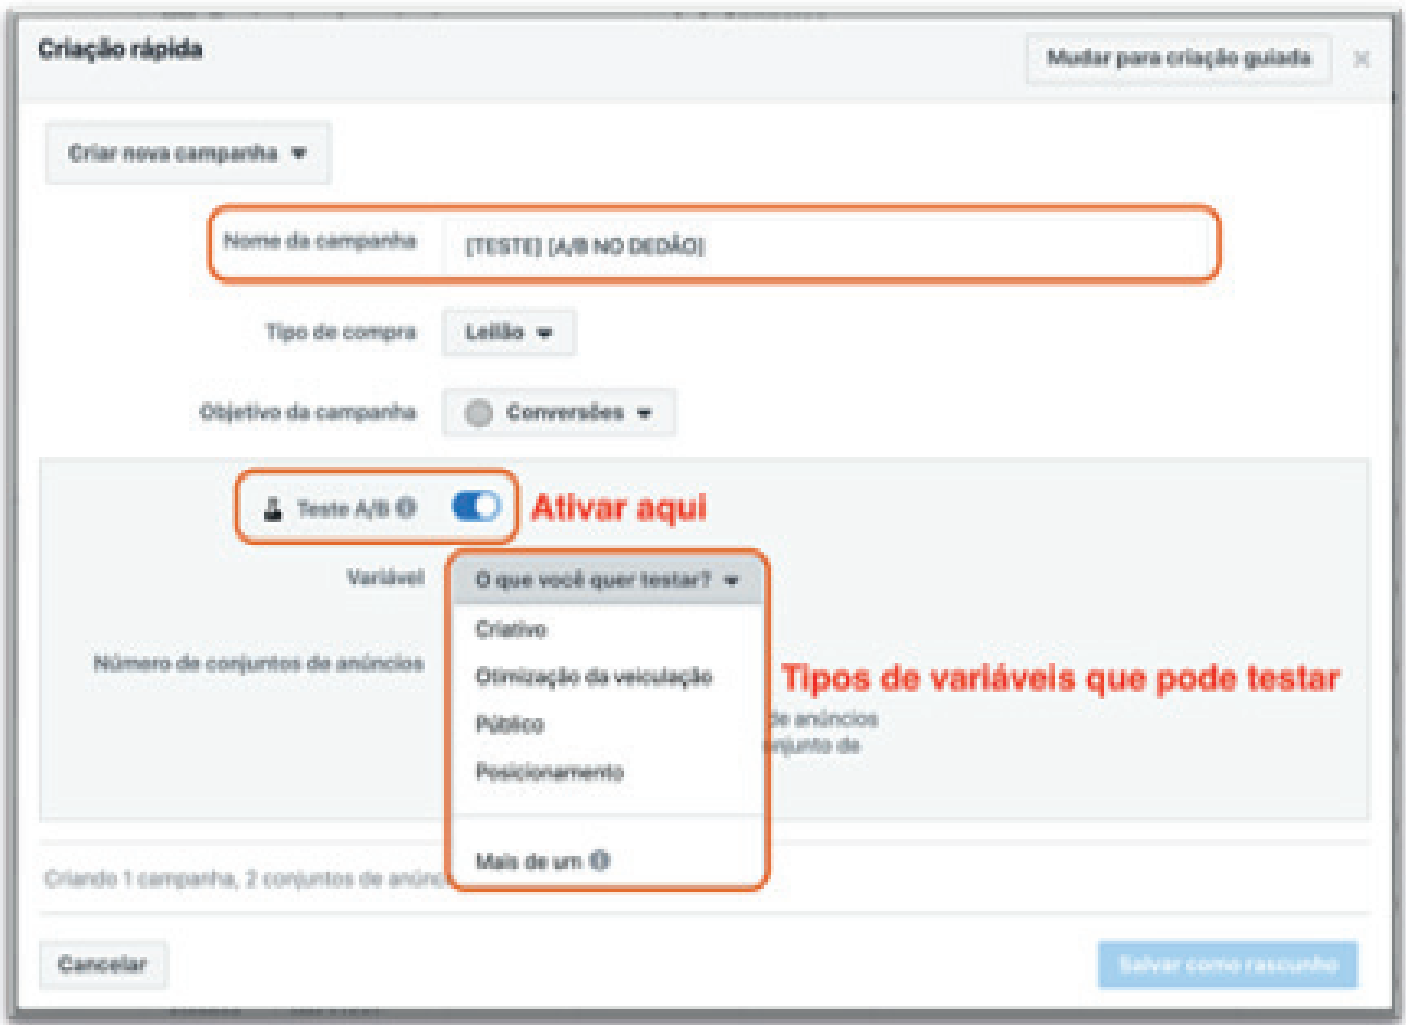 Criação rápida
Mudar para criação guiada
Criar nova campanha
Nome da campanha
[TESTE] [A/B NO DEDÃO]
Tipo de compra
Leilão
Objetivo da campanha
Conversões
Teste A/B
Ativar aqui
Variável
O que você quer testar?
Criativo
Número de conjuntos de anúncios
Otimização da veiculação
Tipos de variáveis que pode testar
Público
de anúncios
onjunto de
Posicionamento
Mais de um
Criando 1 campanha, 2 conjuntos de anúnc
Cancelar
Salvar como rascunho